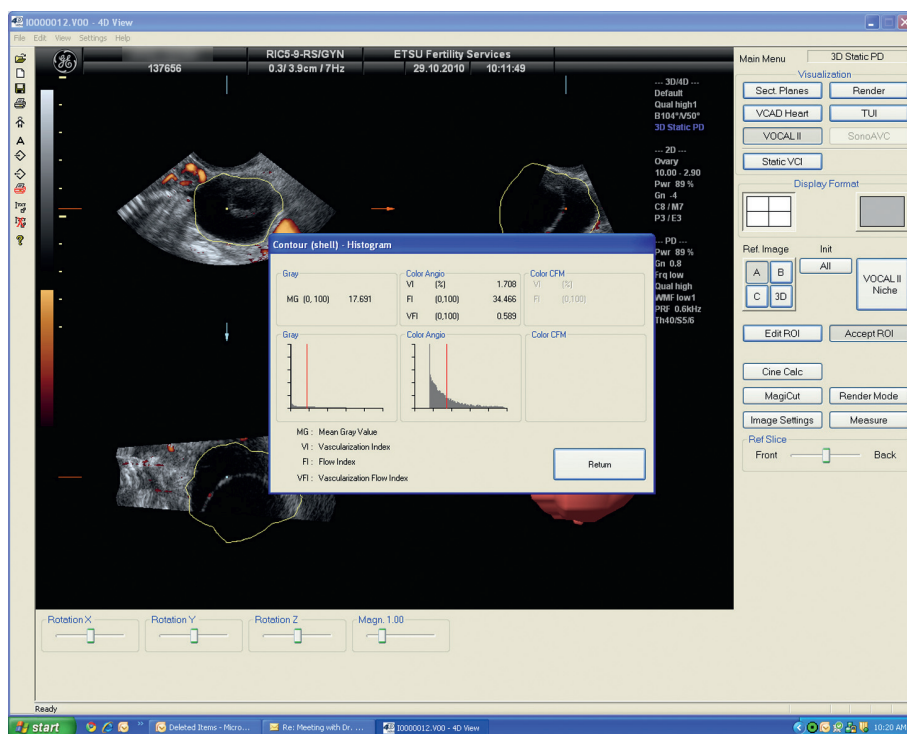 I0000012.V00 - 4D View
File Edit View Settings Help
RIC5-9-RS/GYN ETSU Fertility Services
137656 0.3/ 3.9cm / 7Hz 29.10.2010 10:11:49
--- 3D/4D ---
Default
Qual high1
B104°/V50°
3D Static PD
--- 2D ---
Ovary
10.00 - 2.90
Pwr 89 %
Gn -4
C8 / M7
P3 / E3
--- PD ---
Pwr 89 %
Gn 0.8
Frq low
Qual high
WMF low1
PRF 0.6kHz
Th40/S5/6
Contour (shell) - Histogram
Gray
MG (0, 100) 17.691
Color Angio
VI (%) 1.708
FI (0,100) 34.466
VFI (0,100) 0.589
Color CFM
VI (%)
FI (0,100)
Gray
Color Angio
Color CFM
MG : Mean Gray Value
VI : Vascularization Index
FI : Flow Index
VFI : Vascularization Flow Index
Return
Main Menu 3D Static PD
Visualization
Sect. Planes Render
VCAD Heart TUI
VOCAL II SonoAVC
Static VCI
Display Format
Ref. Image Init
A B All
C 3D
VOCAL II
Niche
Edit ROI Accept ROI
Cine Calc
MagiCut Render Mode
Image Settings Measure
Ref Slice
Front Back
Rotation X Rotation Y Rotation Z Magn. 1.00
Ready
start Deleted Items - Micro... Re: Meeting with Dr. ... I0000012.V00 - 4D View 10:20 AM